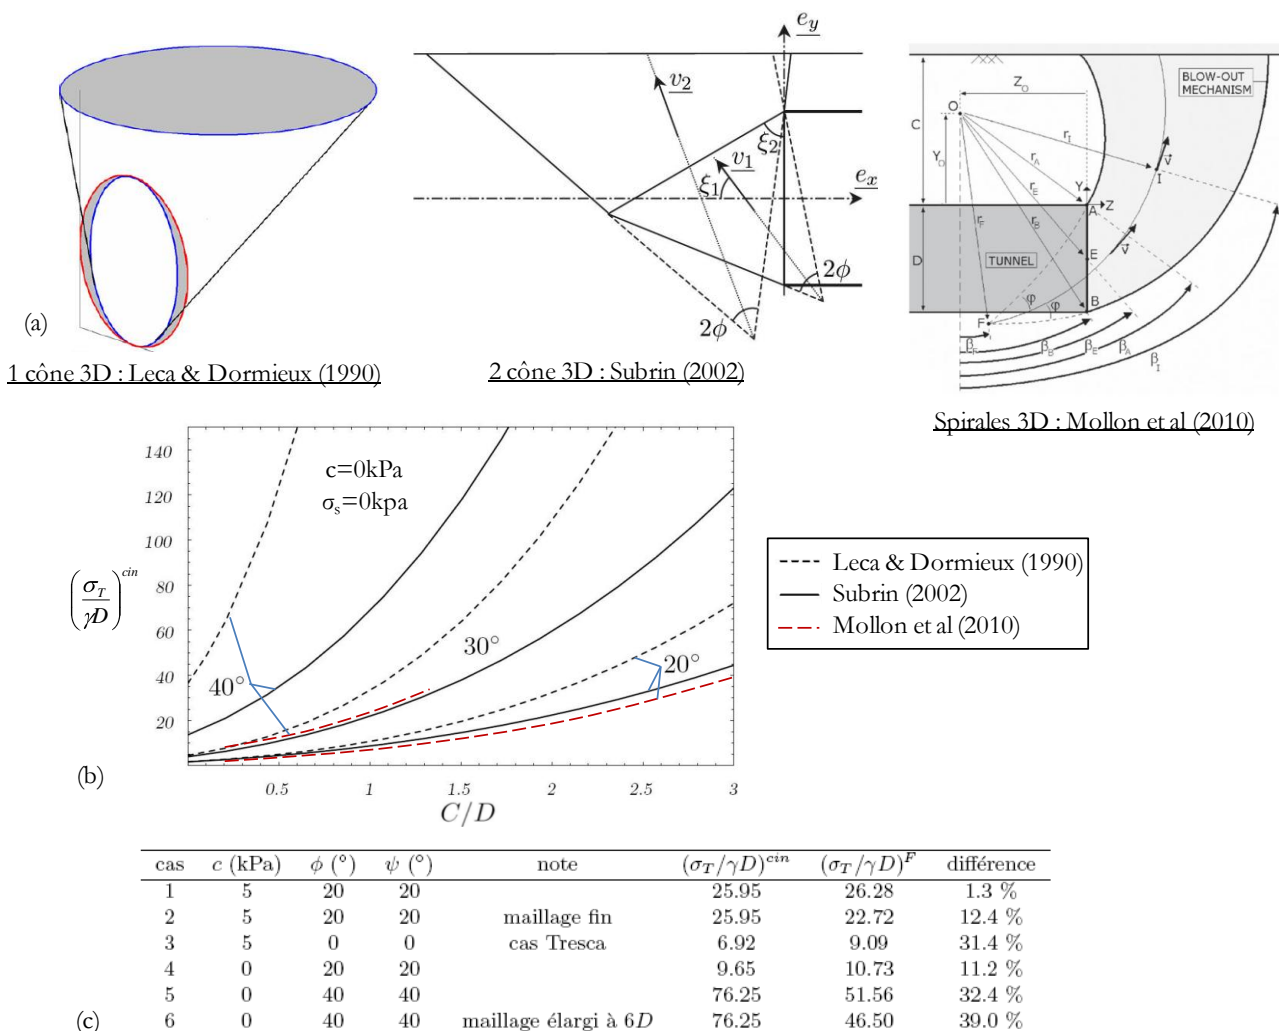 e_y
v_2
ξ_2
v_1
ξ_1
e_x
2ϕ
2ϕ
BLOW-OUT
MECHANISM
Z_O
C
O
r_I
Y_O
r_A
v
I
r_E
Y
A
Z
r_F
r_B
D
TUNNEL
E
v
B
F
φ
φ
β_F
β_B
β_E
β_A
β_I
(a)
1 cône 3D : Leca & Dormieux (1990)
2 cône 3D : Subrin (2002)
Spirales 3D : Mollon et al (2010)
140
120
100
80
60
40
20
c=0kPa
σ_s=0kpa
(σ_T/γD)^cin
40°
30°
20°
0.5
1
1.5
2
2.5
3
C/D
Leca & Dormieux (1990)
Subrin (2002)
Mollon et al (2010)
(b)
cas c (kPa) ϕ (°) ψ (°) note (σ_T/γD)^cin (σ_T/γD)^F différence
1 5 20 20 25.95 26.28 1.3 %
2 5 20 20 maillage fin 25.95 22.72 12.4 %
3 5 0 0 cas Tresca 6.92 9.09 31.4 %
4 0 20 20 9.65 10.73 11.2 %
5 0 40 40 76.25 51.56 32.4 %
6 0 40 40 maillage élargi à 6D 76.25 46.50 39.0 %
(c)